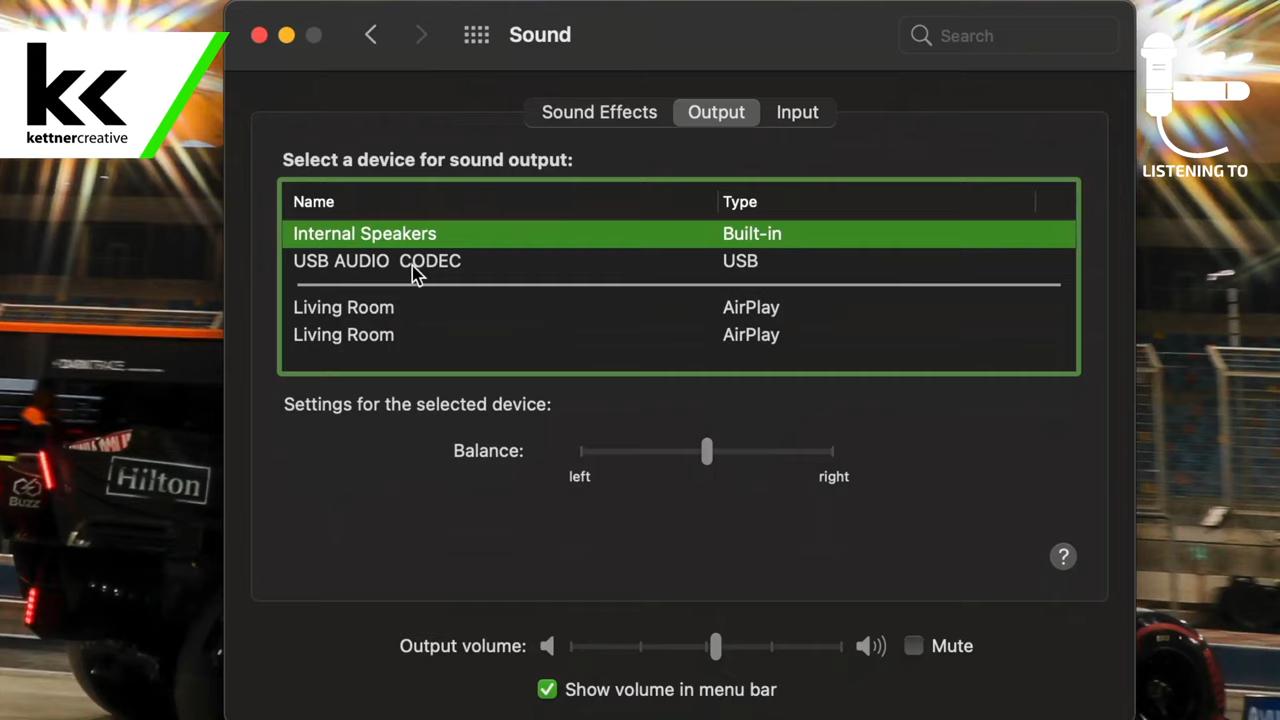 Sound
Search
kettnercreative
LISTENING TO
Sound Effects Output Input
Select a device for sound output:
Name Type
Internal Speakers Built-in
USB AUDIO  CODEC USB
Living Room AirPlay
Living Room AirPlay
Settings for the selected device:
Balance:
left right
Hilton
BUZZ
?
Output volume: Mute
Show volume in menu bar